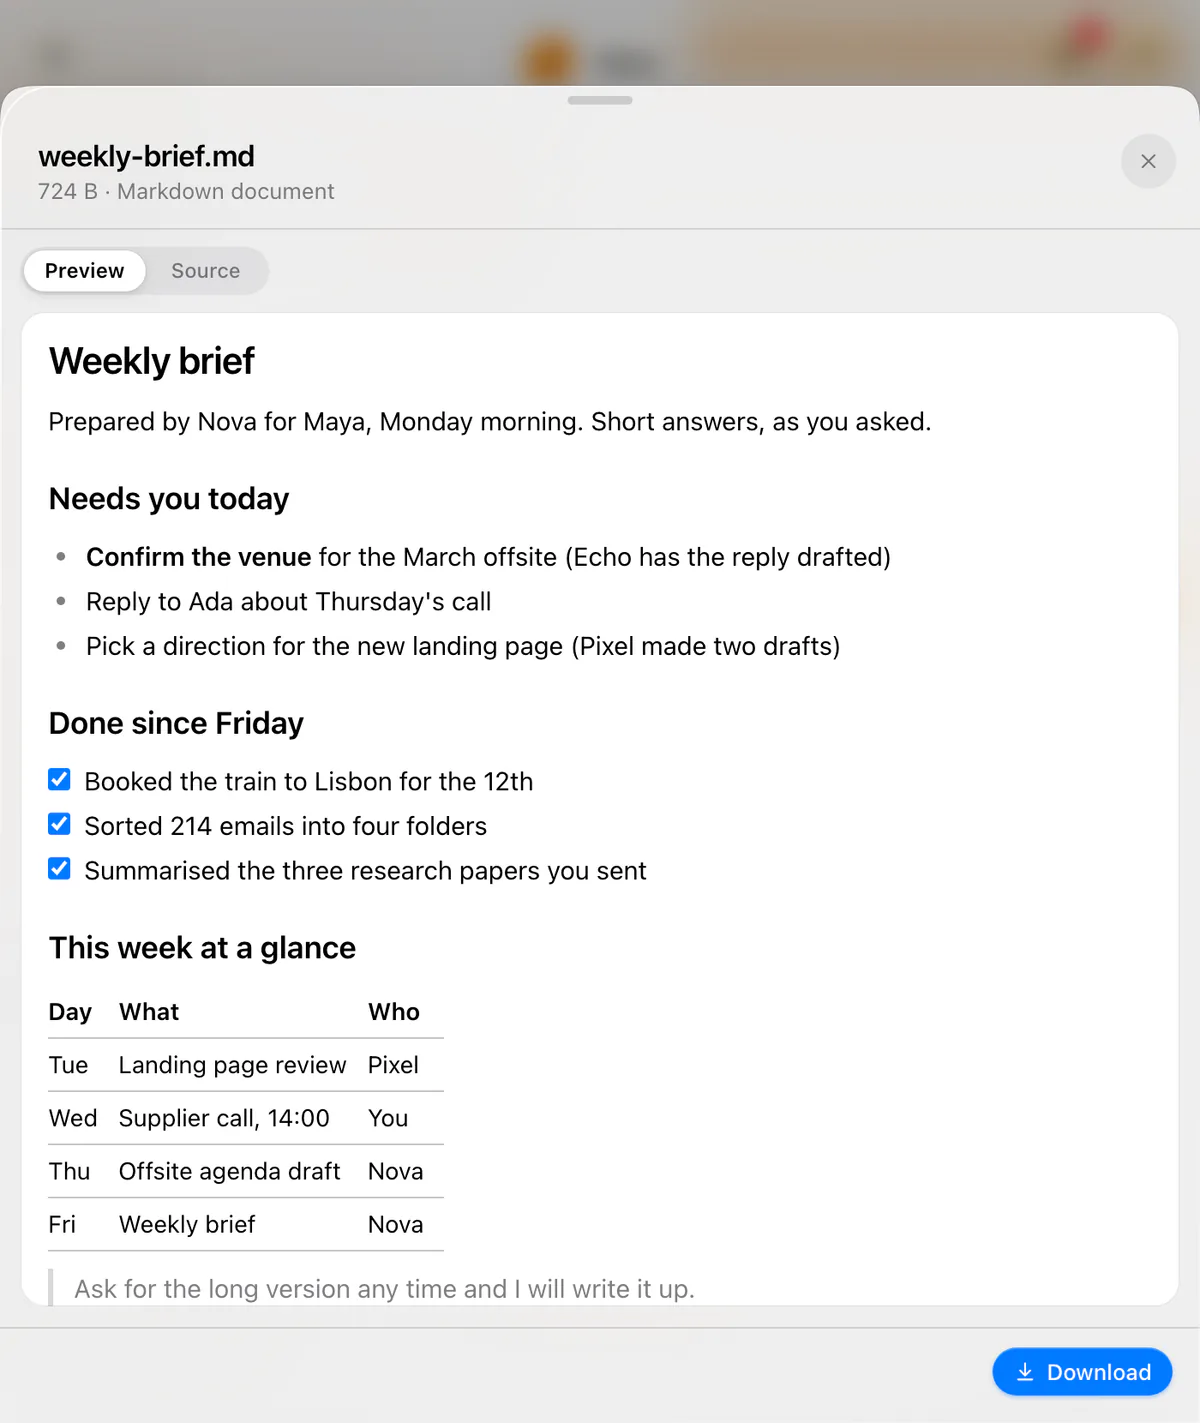 weekly-brief.md
724 B · Markdown document
Preview Source
Weekly brief
Prepared by Nova for Maya, Monday morning. Short answers, as you asked.
Needs you today
• Confirm the venue for the March offsite (Echo has the reply drafted)
• Reply to Ada about Thursday's call
• Pick a direction for the new landing page (Pixel made two drafts)
Done since Friday
Booked the train to Lisbon for the 12th
Sorted 214 emails into four folders
Summarised the three research papers you sent
This week at a glance
Day What Who
Tue Landing page review Pixel
Wed Supplier call, 14:00 You
Thu Offsite agenda draft Nova
Fri Weekly brief Nova
Ask for the long version any time and I will write it up.
Download